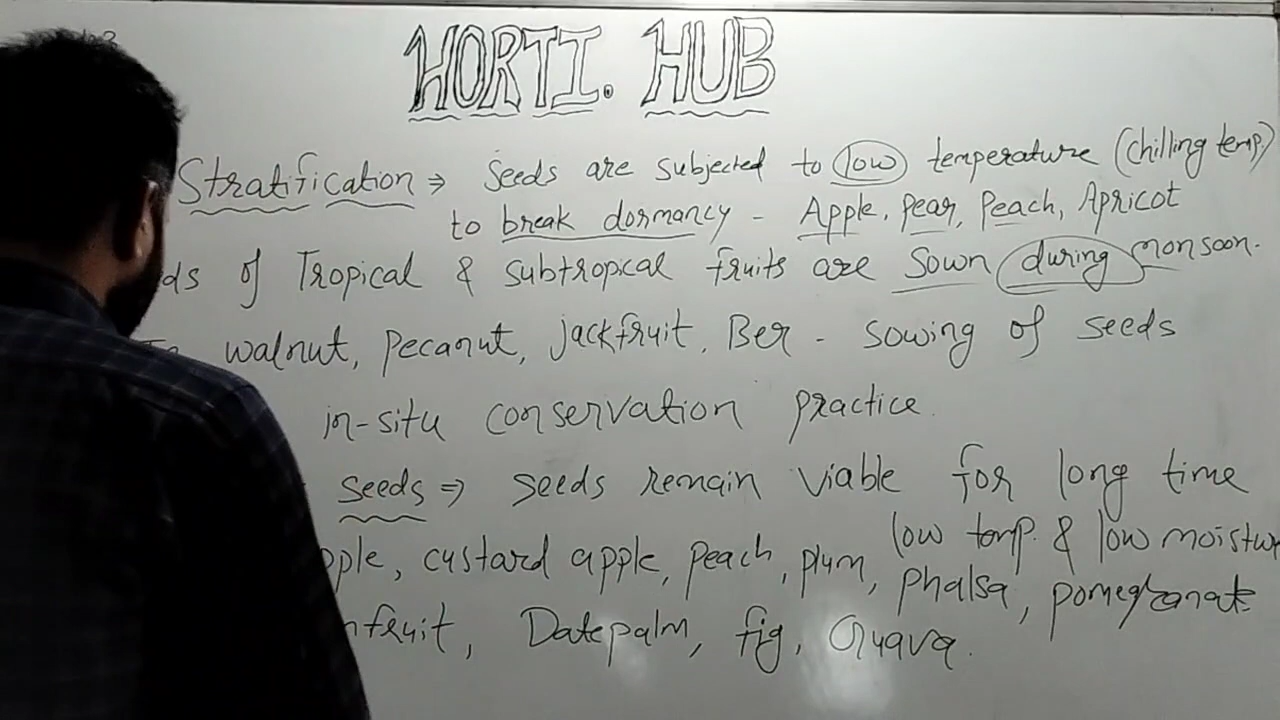 HORTI. HUB
Stratification ⇒ Seeds are subjected to low temperature (chilling temp)
to break dormancy - Apple, Pear, Peach, Apricot
ds of Tropical & subtropical fruits are sown during monsoon.
walnut, Pecanut, jackfruit, Ber - sowing of seeds
in-situ conservation practice.
seeds ⇒ seeds remain viable for long time
low temp. & low moistu
pple, custard apple, peach, plum, Phalsa, pomegranate
nfruit, Datepalm, fig, Guava.